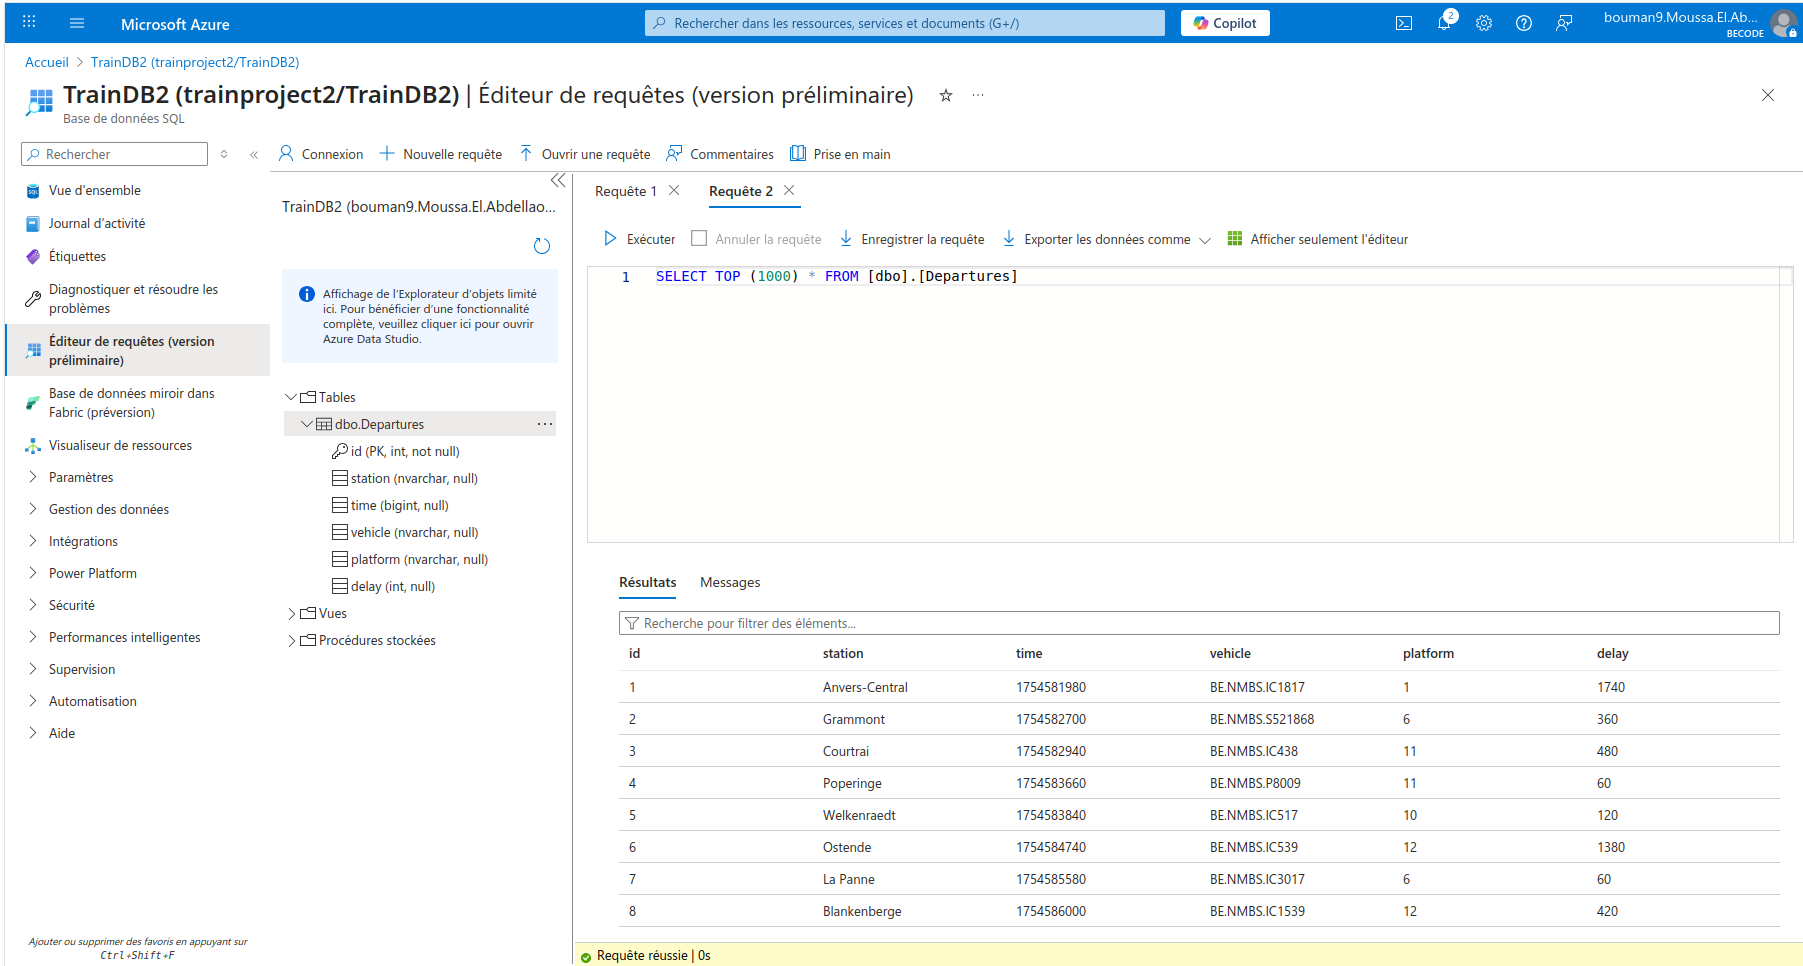 Microsoft Azure
Rechercher dans les ressources, services et documents (G+/)
Copilot
2
bouman9.Moussa.El.Ab...
BECODE
Accueil > TrainDB2 (trainproject2/TrainDB2)
TrainDB2 (trainproject2/TrainDB2) | Éditeur de requêtes (version préliminaire)
Base de données SQL
Rechercher
Connexion
Nouvelle requête
Ouvrir une requête
Commentaires
Prise en main
Vue d'ensemble
Journal d’activité
Étiquettes
Diagnostiquer et résoudre les
problèmes
Éditeur de requêtes (version
préliminaire)
Base de données miroir dans
Fabric (préversion)
Visualiseur de ressources
Paramètres
Gestion des données
Intégrations
Power Platform
Sécurité
Performances intelligentes
Supervision
Automatisation
Aide
Ajouter ou supprimer des favoris en appuyant sur
Ctrl+Shift+F
TrainDB2 (bouman9.Moussa.El.Abdellao...
Affichage de l’Explorateur d’objets limité
ici. Pour bénéficier d’une fonctionnalité
complète, veuillez cliquer ici pour ouvrir
Azure Data Studio.
Tables
dbo.Departures
id (PK, int, not null)
station (nvarchar, null)
time (bigint, null)
vehicle (nvarchar, null)
platform (nvarchar, null)
delay (int, null)
Vues
Procédures stockées
Requête 1
Requête 2
Exécuter
Annuler la requête
Enregistrer la requête
Exporter les données comme
Afficher seulement l'éditeur
1 SELECT TOP (1000) * FROM [dbo].[Departures]
Résultats
Messages
Recherche pour filtrer des éléments...
id station time vehicle platform delay
1 Anvers-Central 1754581980 BE.NMBS.IC1817 1 1740
2 Grammont 1754582700 BE.NMBS.S521868 6 360
3 Courtrai 1754582940 BE.NMBS.IC438 11 480
4 Poperinge 1754583660 BE.NMBS.P8009 11 60
5 Welkenraedt 1754583840 BE.NMBS.IC517 10 120
6 Ostende 1754584740 BE.NMBS.IC539 12 1380
7 La Panne 1754585580 BE.NMBS.IC3017 6 60
8 Blankenberge 1754586000 BE.NMBS.IC1539 12 420
Requête réussie | 0s